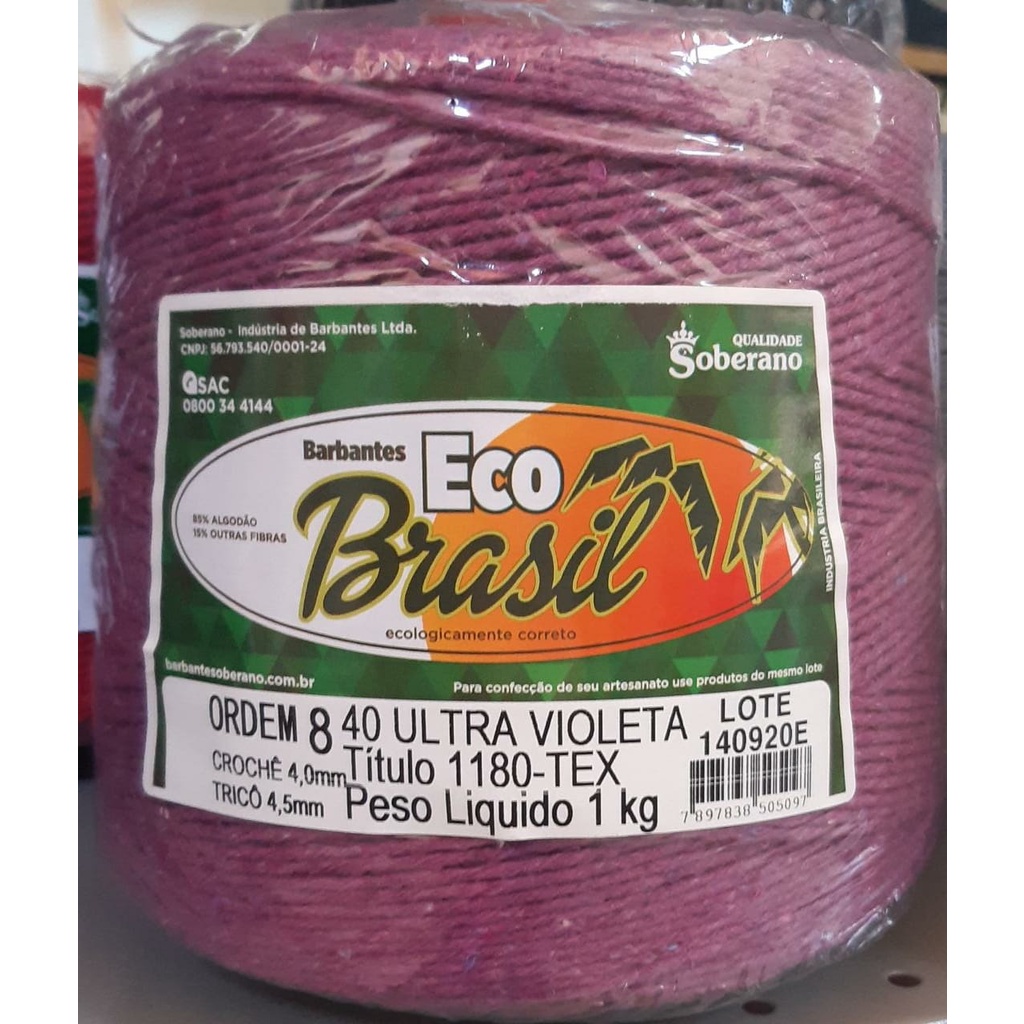 Soberano - Indústria de Barbantes Ltda.
CNPJ: 56.793.540/0001-24
SAC
0800 34 4144
QUALIDADE
Soberano
Barbantes Eco
Brasil
85% ALGODÃO
15% OUTRAS FIBRAS
ecologicamente correto
INDUSTRIA BRASILEIRA
barbantesoberano.com.br
Para confecção de seu artesanato use produtos do mesmo lote
ORDEM 8 40 ULTRA VIOLETA
LOTE
140920E
CROCHÊ 4,0mm Título 1180-TEX
TRICÔ 4,5mm Peso Liquido 1 kg
7 897838 505097